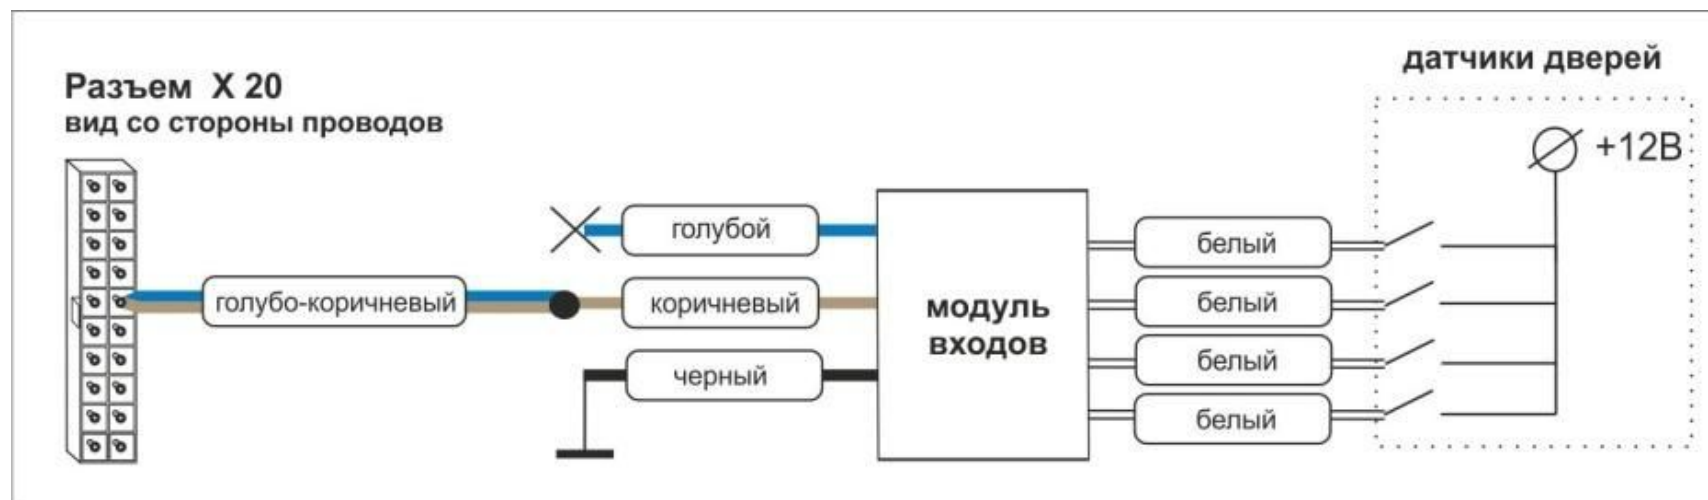 датчики дверей
Разъем X 20
вид со стороны проводов
+12В
голубой
белый
голубо-коричневый
коричневый
белый
модуль
входов
черный
белый
белый